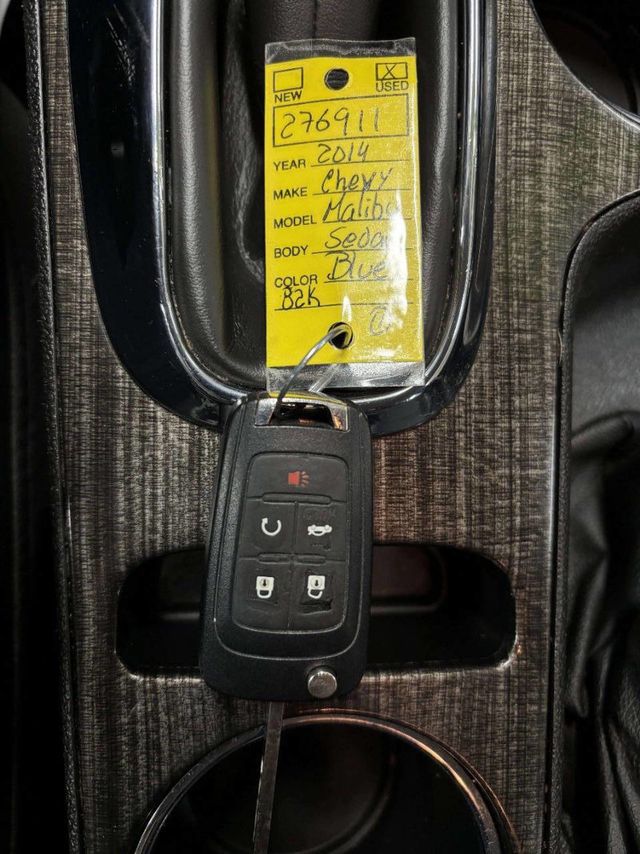 NEW X USED
276911
YEAR 2014
MAKE Chevy
MODEL Malibu
BODY Sedan
COLOR Blue
82K